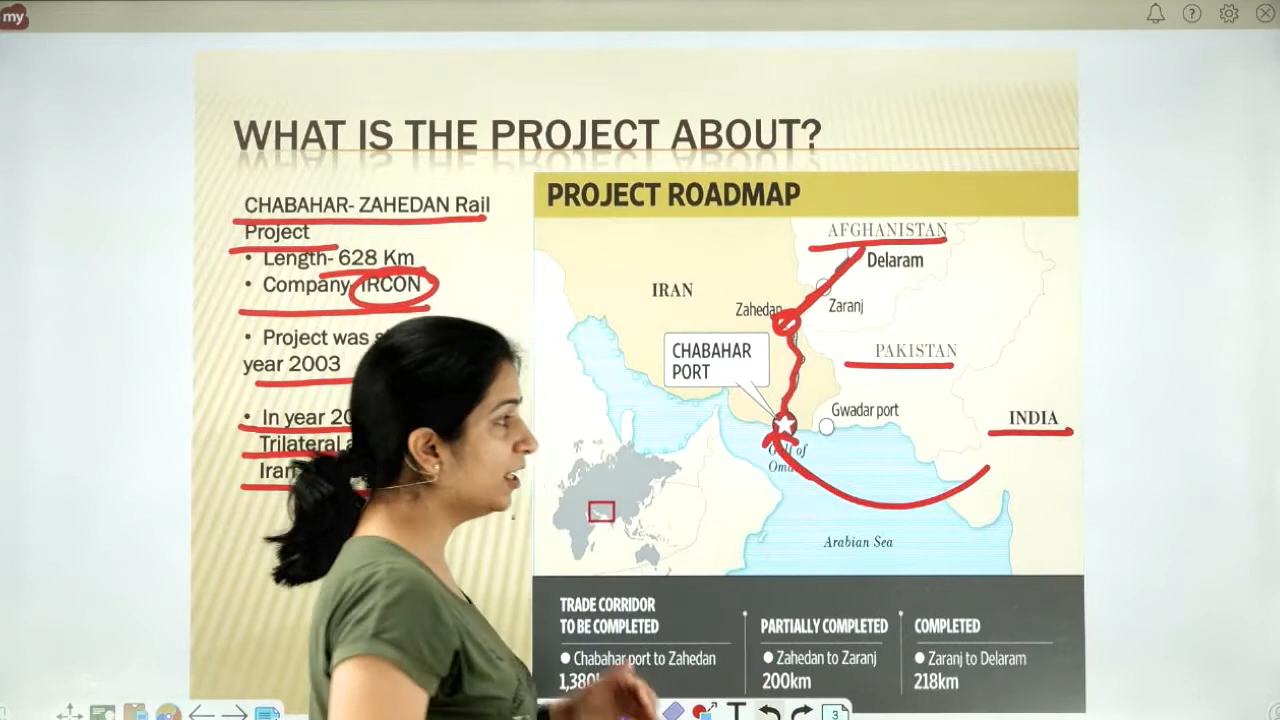 my
WHAT IS THE PROJECT ABOUT?
CHABAHAR- ZAHEDAN Rail
Project
• Length- 628 Km
• Company- IRCON
• Project was
year 2003
• In year
Trilateral
PROJECT ROADMAP
AFGHANISTAN
Delaram
IRAN
Zahedan
Zaranj
CHABAHAR
PORT
PAKISTAN
Gwadar port
INDIA
Gulf of
Arabian Sea
TRADE CORRIDOR
TO BE COMPLETED
• Chabahar port to Zahedan
PARTIALLY COMPLETED
• Zahedan to Zaranj
200km
COMPLETED
• Zaranj to Delaram
218km
T
3